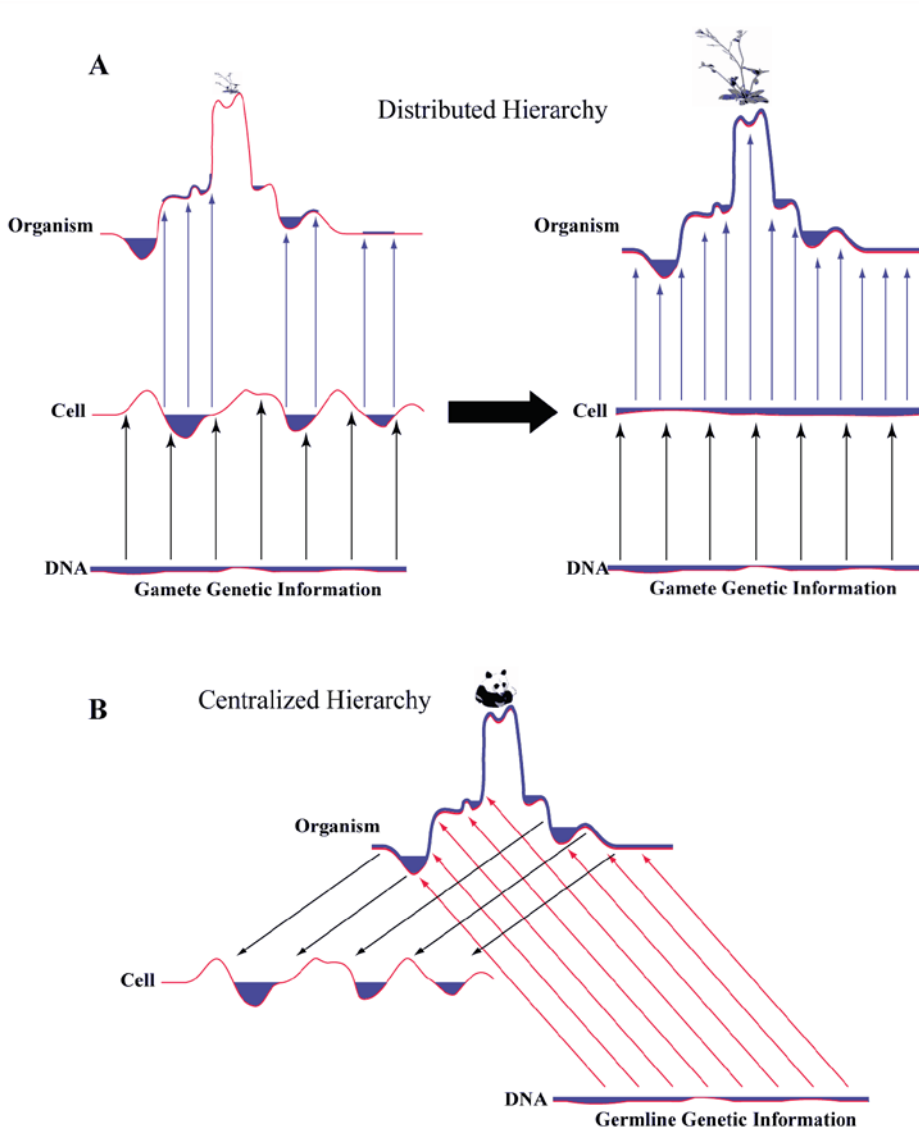 A
Distributed Hierarchy
Organism
Organism
Cell
Cell
DNA
Gamete Genetic Information
DNA
Gamete Genetic Information
B
Centralized Hierarchy
Organism
Cell
DNA
Germline Genetic Information